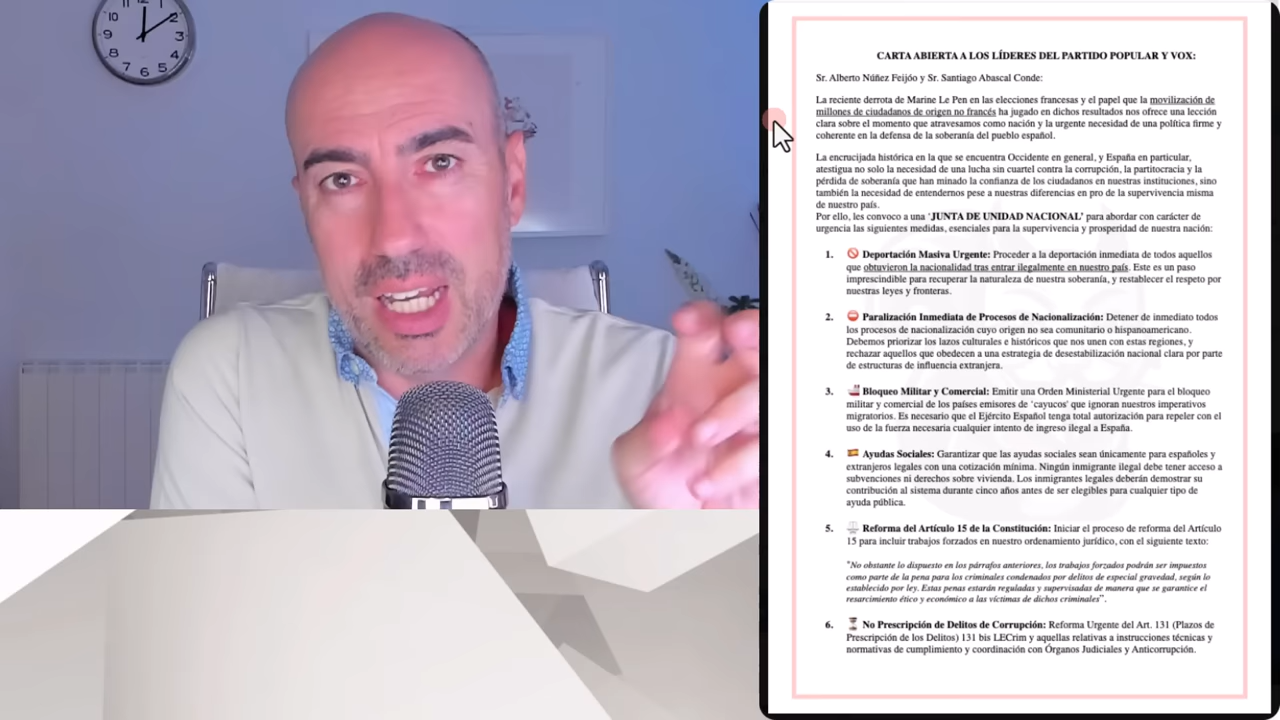 10 12 2
9 3
8
7 6 5
CARTA ABIERTA A LOS LÍDERES DEL PARTIDO POPULAR Y VOX:
Sr. Alberto Núñez Feijóo y Sr. Santiago Abascal Conde:
La reciente derrota de Marine Le Pen en las elecciones francesas y el papel que la movilización de
millones de ciudadanos de origen no francés ha jugado en dichos resultados nos ofrece una lección
clara sobre el momento que atravesamos como nación y la urgente necesidad de una política firme y
coherente en la defensa de la soberanía del pueblo español.
La encrucijada histórica en la que se encuentra Occidente en general, y España en particular,
atestigua no solo la necesidad de una lucha sin cuartel contra la corrupción, la partitocracia y la
pérdida de soberanía que han minado la confianza de los ciudadanos en nuestras instituciones, sino
también la necesidad de entendernos pese a nuestras diferencias en pro de la supervivencia misma
de nuestro país.
Por ello, les convoco a una 'JUNTA DE UNIDAD NACIONAL' para abordar con carácter de
urgencia las siguientes medidas, esenciales para la supervivencia y prosperidad de nuestra nación:
1. 🚫 Deportación Masiva Urgente: Proceder a la deportación inmediata de todos aquellos
que obtuvieron la nacionalidad tras entrar ilegalmente en nuestro país. Este es un paso
imprescindible para recuperar la naturaleza de nuestra soberanía, y restablecer el respeto por
nuestras leyes y fronteras.
2. ⛔ Paralización Inmediata de Procesos de Nacionalización: Detener de inmediato todos
los procesos de nacionalización cuyo origen no sea comunitario o hispanoamericano.
Debemos priorizar los lazos culturales e históricos que nos unen con estas regiones, y
rechazar aquellos que obedecen a una estrategia de desestabilización nacional clara por parte
de estructuras de influencia extranjera.
3. 🚢 Bloqueo Militar y Comercial: Emitir una Orden Ministerial Urgente para el bloqueo
militar y comercial de los países emisores de 'cayucos' que ignoran nuestros imperativos
migratorios. Es necesario que el Ejército Español tenga total autorización para repeler con el
uso de la fuerza necesaria cualquier intento de ingreso ilegal a España.
4. 🇪🇸 Ayudas Sociales: Garantizar que las ayudas sociales sean únicamente para españoles y
extranjeros legales con una cotización mínima. Ningún inmigrante ilegal debe tener acceso a
subvenciones ni derechos sobre vivienda. Los inmigrantes legales deberán demostrar su
contribución al sistema durante cinco años antes de ser elegibles para cualquier tipo de
ayuda pública.
5. ⚖️ Reforma del Artículo 15 de la Constitución: Iniciar el proceso de reforma del Artículo
15 para incluir trabajos forzados en nuestro ordenamiento jurídico, con el siguiente texto:
"No obstante lo dispuesto en los párrafos anteriores, los trabajos forzados podrán ser impuestos
como parte de la pena para los criminales condenados por delitos de especial gravedad, según lo
establecido por ley. Estas penas estarán reguladas y supervisadas de manera que se garantice el
resarcimiento ético y económico a las víctimas de dichos criminales".
6. ⏳ No Prescripción de Delitos de Corrupción: Reforma Urgente del Art. 131 (Plazos de
Prescripción de los Delitos) 131 bis LECrim y aquellas relativas a instrucciones técnicas y
normativas de cumplimiento y coordinación con Órganos Judiciales y Anticorrupción.